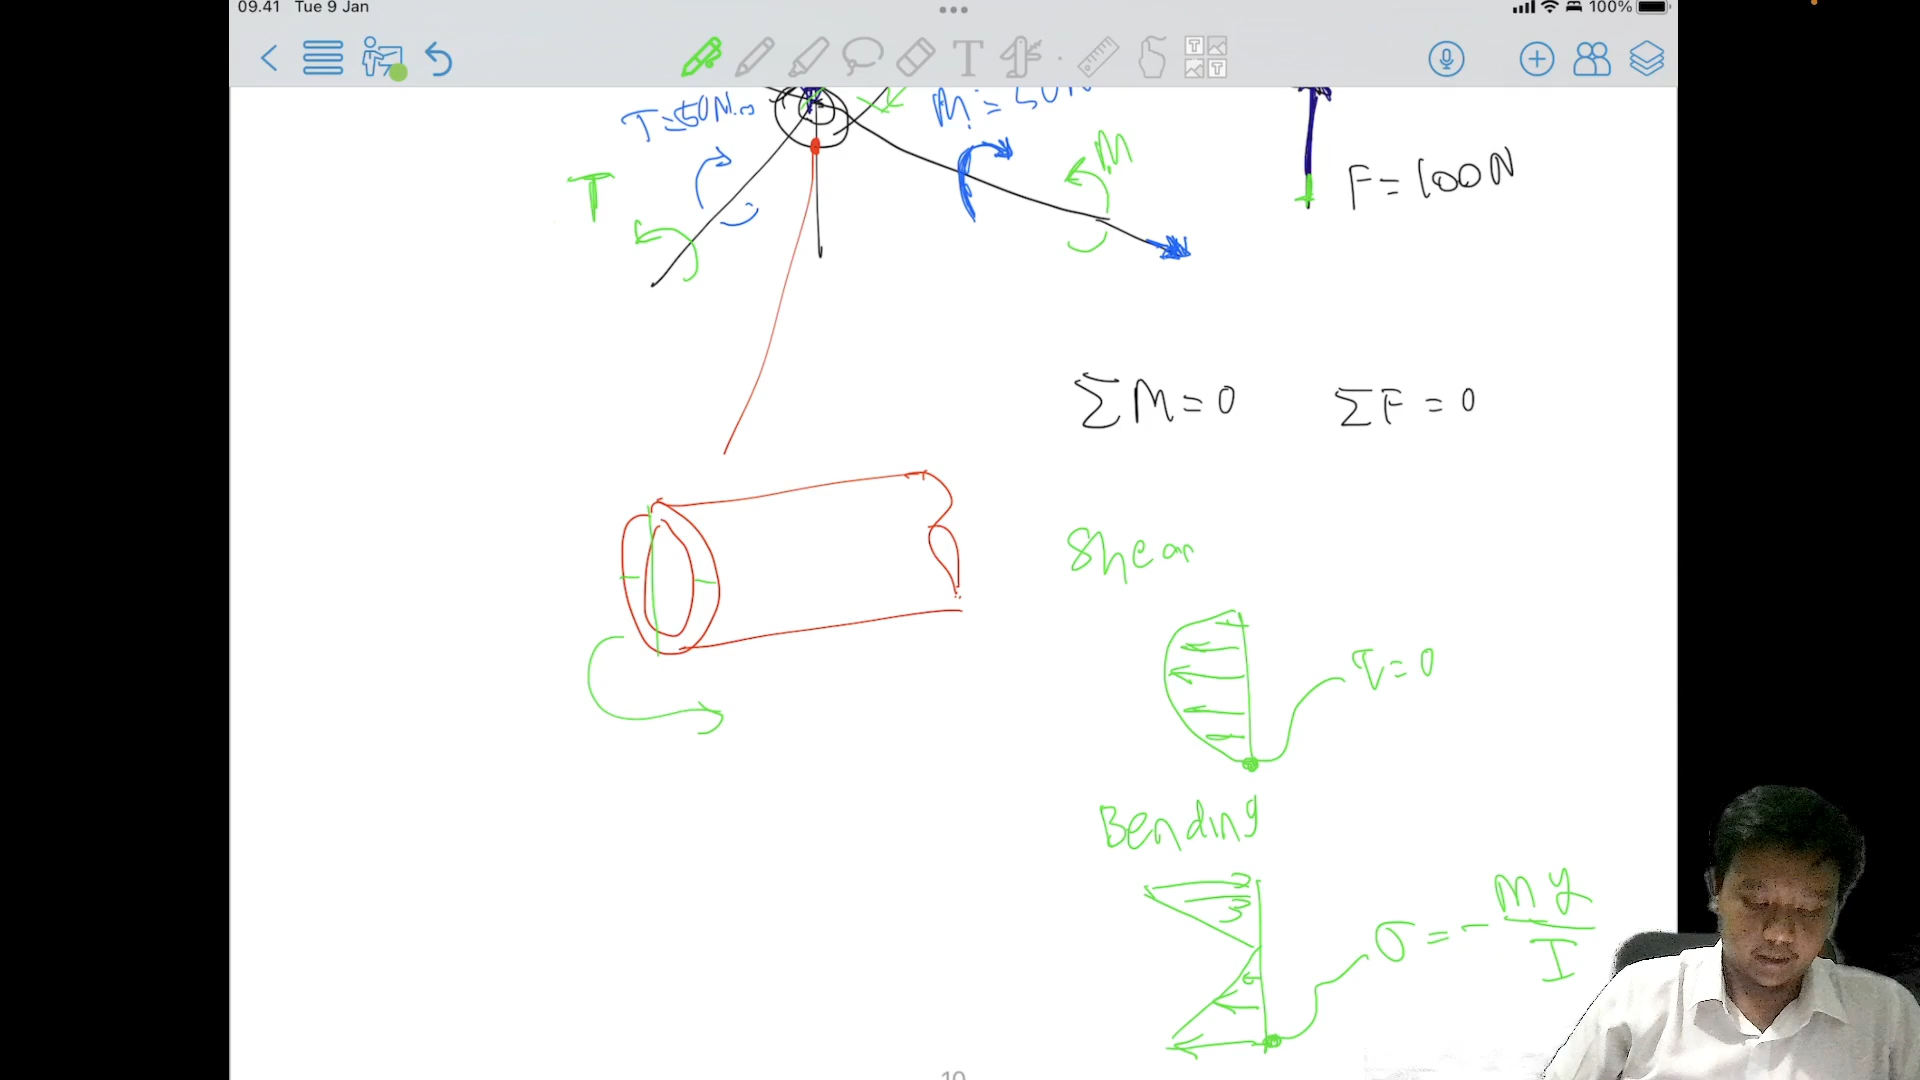 09.41 Tue 9 Jan
100%
T
T=50N.m
M
F=100N
T
ΣM=0 ΣF=0
Shear
τ=0
Bending
σ=-My/I